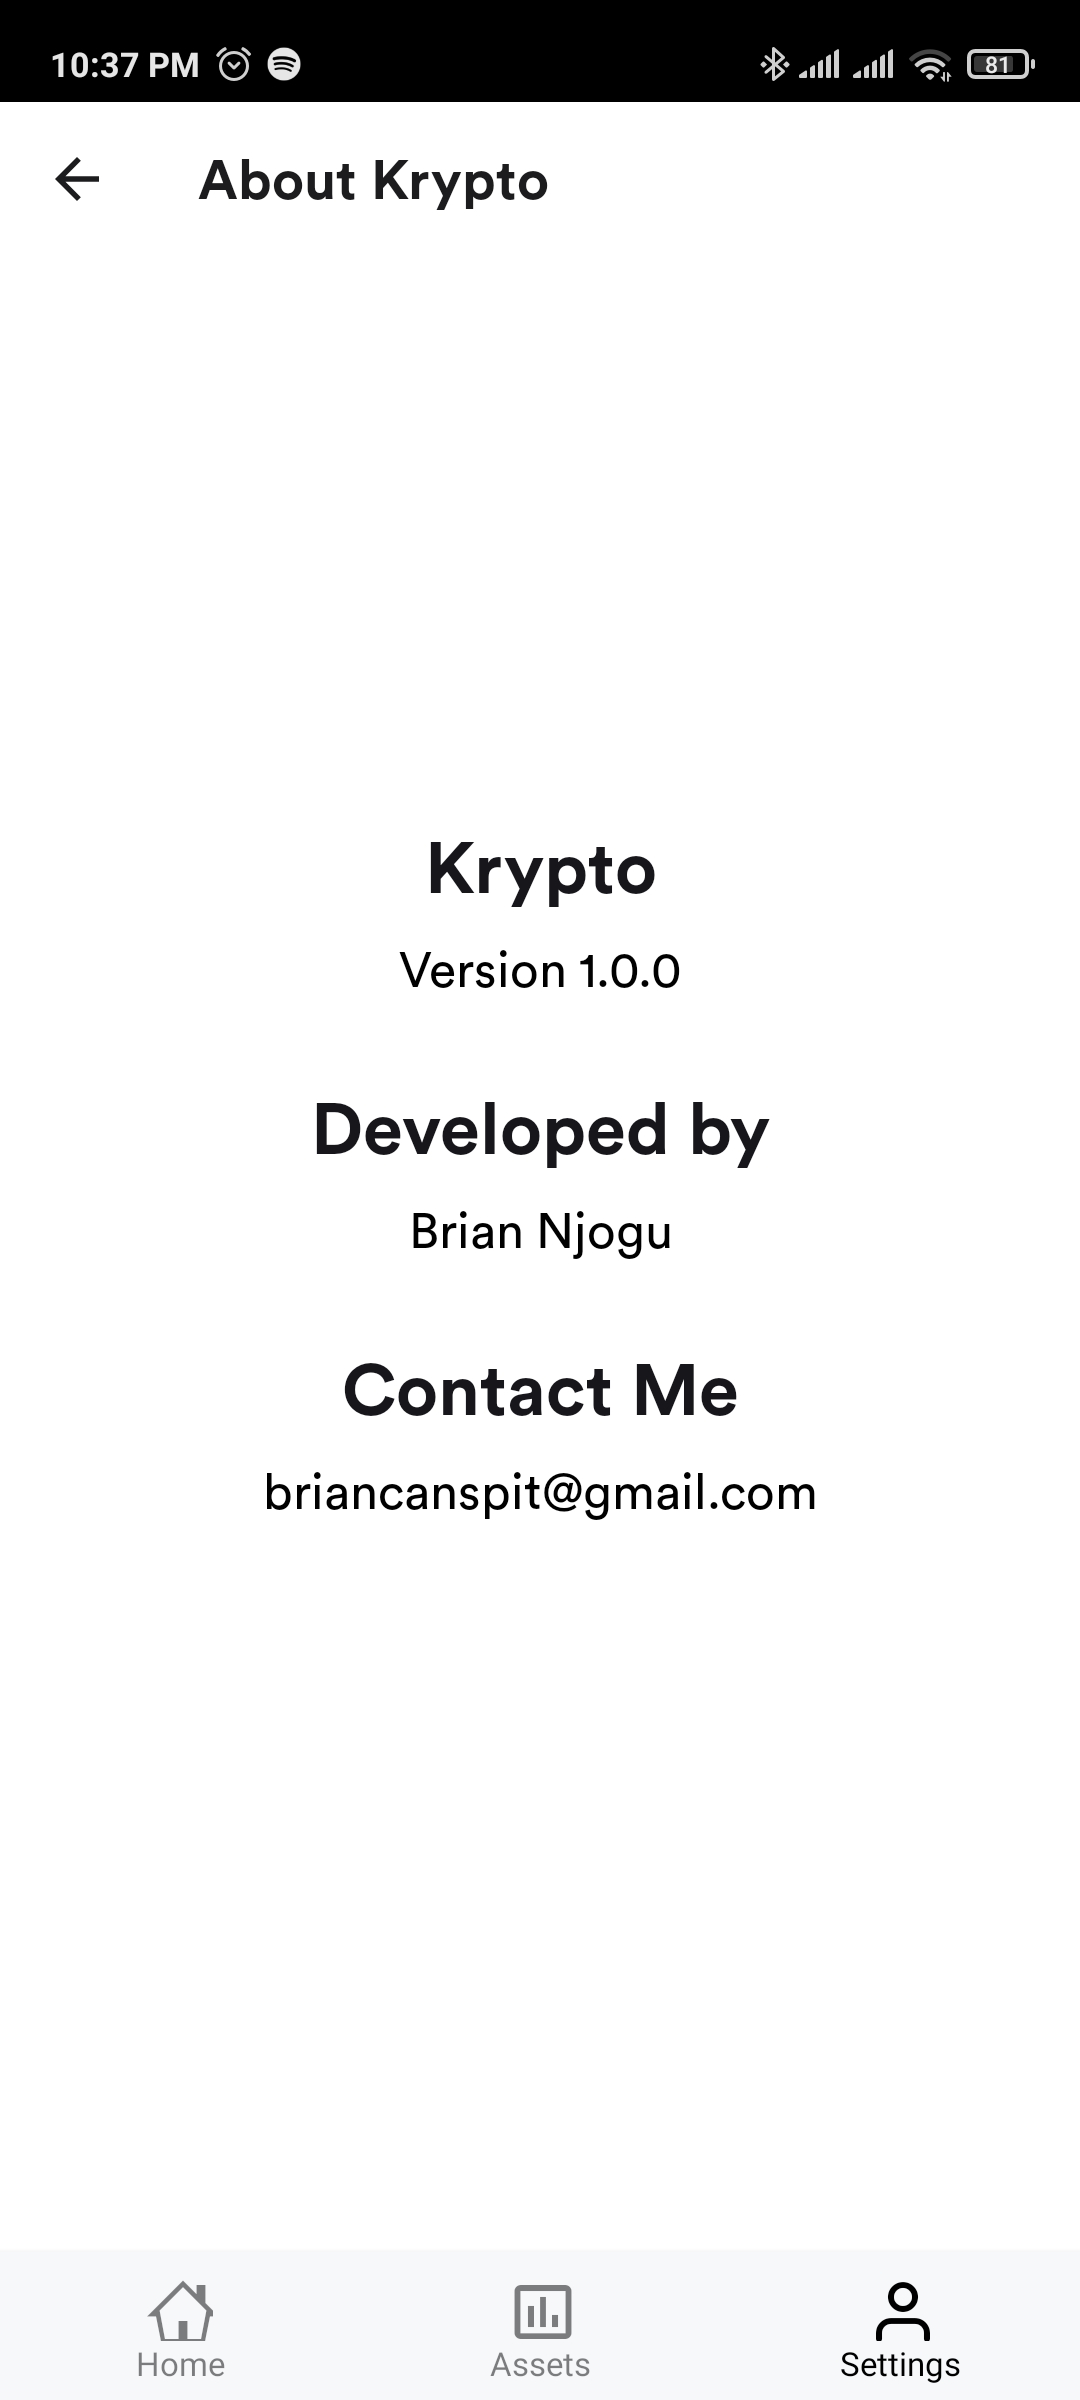 10:37 PM
81
About Krypto
Krypto
Version 1.0.0
Developed by
Brian Njogu
Contact Me
briancanspit@gmail.com
Home
Assets
Settings